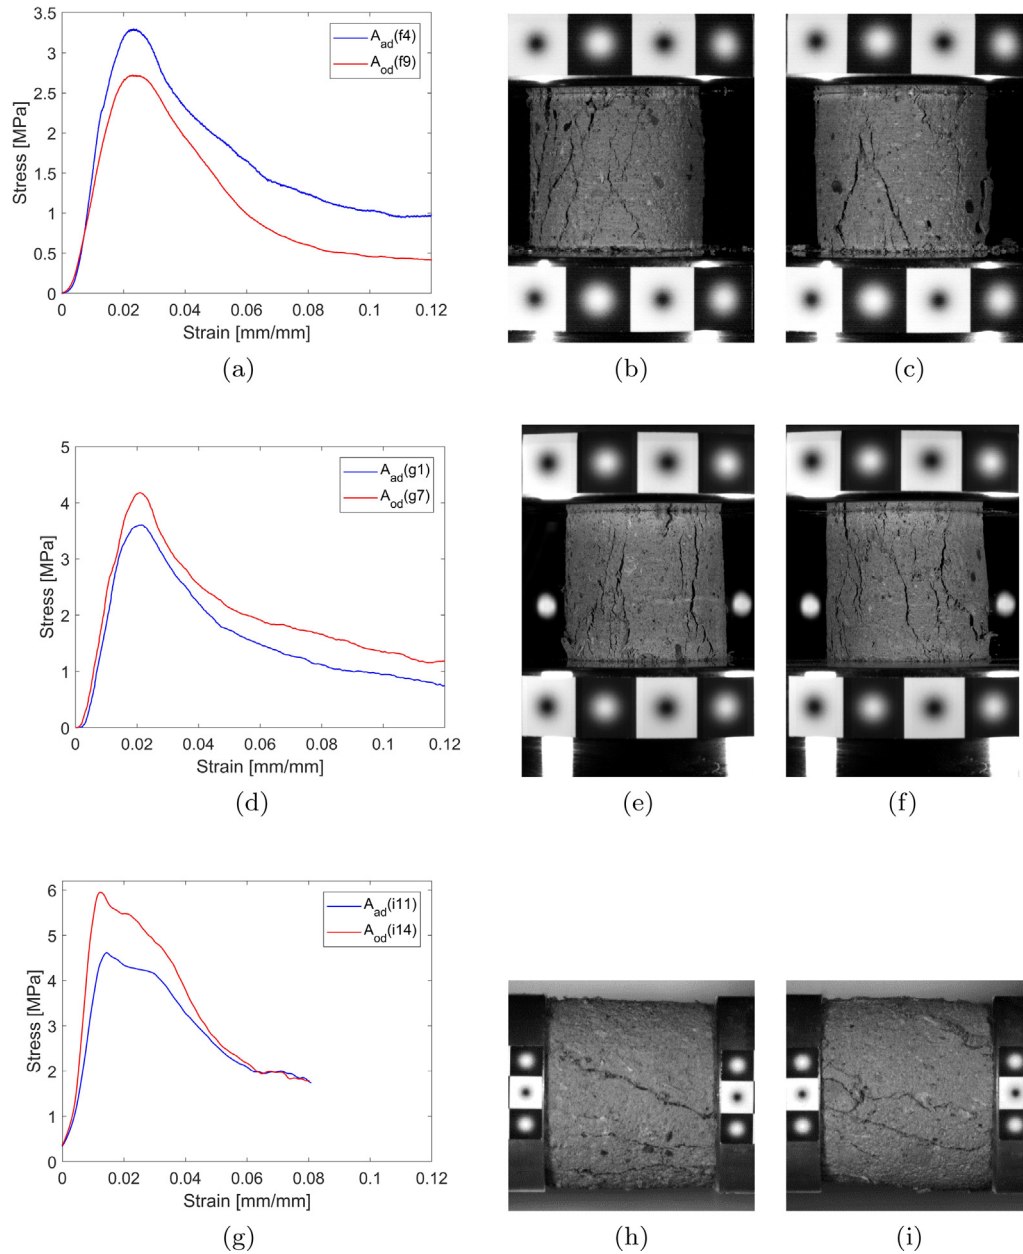 3.5
3
2.5
2
1.5
1
0.5
0
Stress [MPa]
A_ad(f4)
A_od(f9)
0 0.02 0.04 0.06 0.08 0.1 0.12
Strain [mm/mm]
(a)
(b)
(c)
5
4
3
2
1
0
Stress [MPa]
A_ad(g1)
A_od(g7)
0 0.02 0.04 0.06 0.08 0.1 0.12
Strain [mm/mm]
(d)
(e)
(f)
6
5
4
3
2
1
0
Stress [MPa]
A_ad(i11)
A_od(i14)
0 0.02 0.04 0.06 0.08 0.1 0.12
Strain [mm/mm]
(g)
(h)
(i)